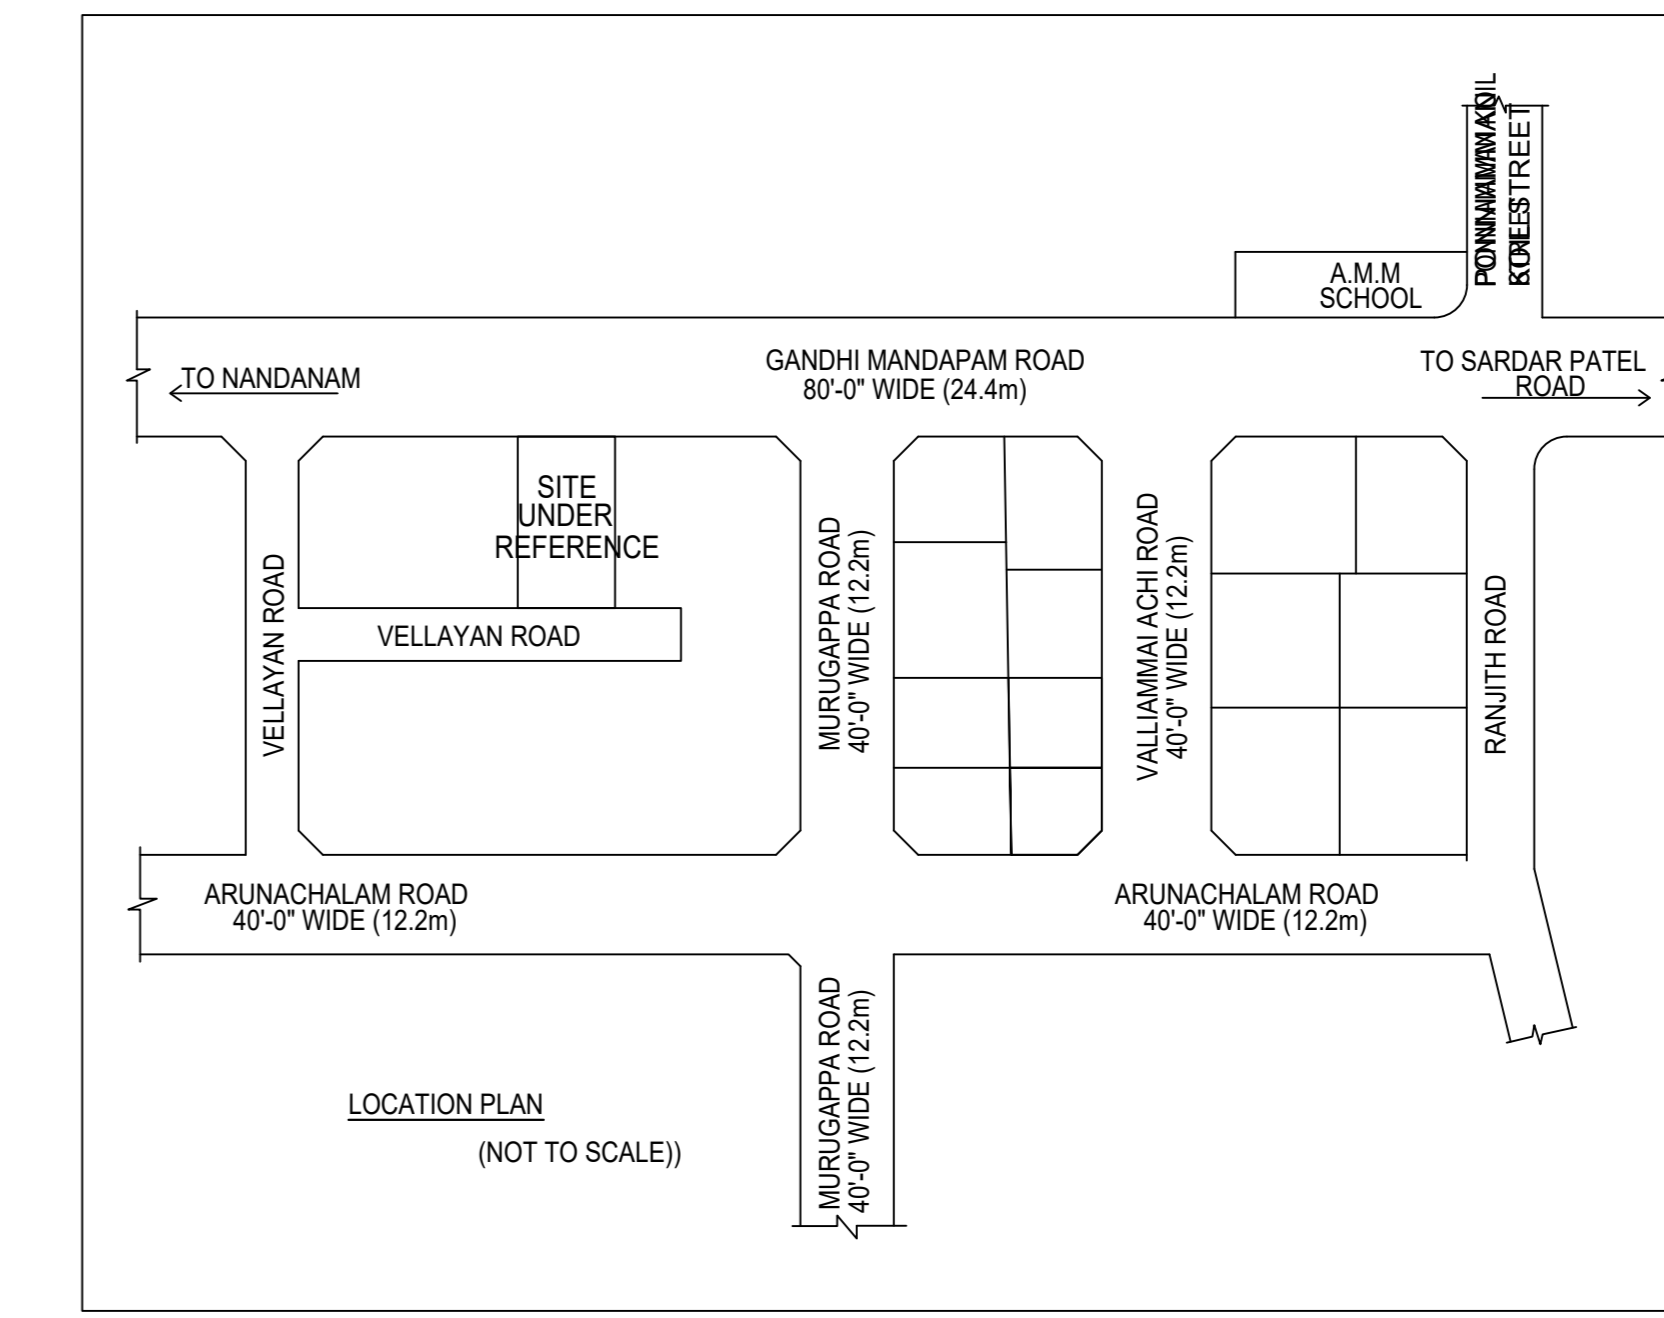 A.M.M
SCHOOL
GANDHI MANDAPAM ROAD
80'-0" WIDE (24.4m)
TO NANDANAM
TO SARDAR PATEL
ROAD
SITE
UNDER
REFERENCE
VELLAYAN ROAD
VELLAYAN ROAD
MURUGAPPA ROAD
40'-0" WIDE (12.2m)
VALLIAMMAI ACHI ROAD
40'-0" WIDE (12.2m)
RANJITH ROAD
ARUNACHALAM ROAD
40'-0" WIDE (12.2m)
ARUNACHALAM ROAD
40'-0" WIDE (12.2m)
MURUGAPPA ROAD
40'-0" WIDE (12.2m)
LOCATION PLAN
(NOT TO SCALE))